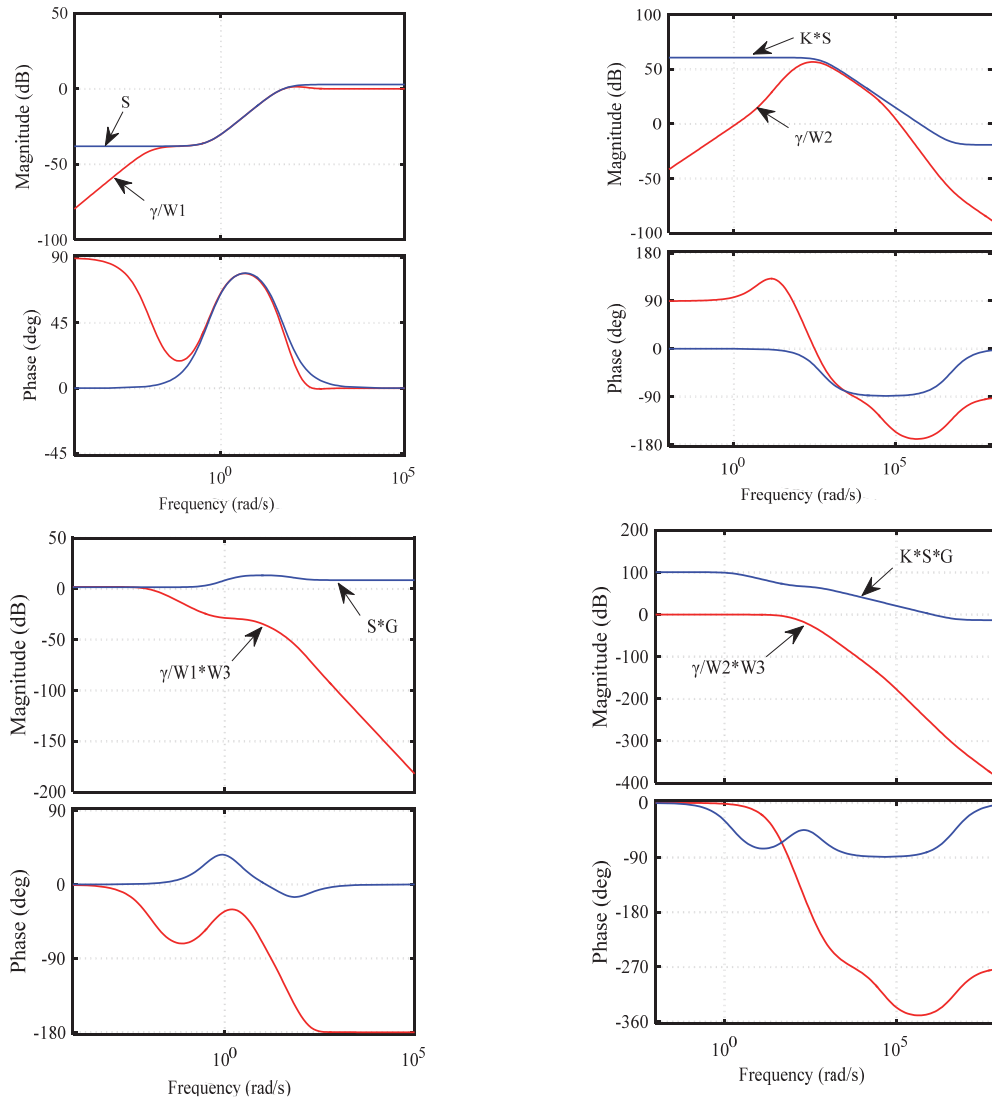 50
0
-50
-100
Magnitude (dB)
S
γ/W1
90
45
0
-45
Phase (deg)
10^0
10^5
Frequency (rad/s)
100
50
0
-50
-100
Magnitude (dB)
K*S
γ/W2
180
90
0
-90
-180
Phase (deg)
10^0
10^5
Frequency (rad/s)
50
0
-50
-100
-150
-200
Magnitude (dB)
S*G
γ/W1*W3
90
0
-90
-180
Phase (deg)
10^0
10^5
Frequency (rad/s)
200
100
0
-100
-200
-300
-400
Magnitude (dB)
K*S*G
γ/W2*W3
0
-90
-180
-270
-360
Phase (deg)
10^0
10^5
Frequency (rad/s)